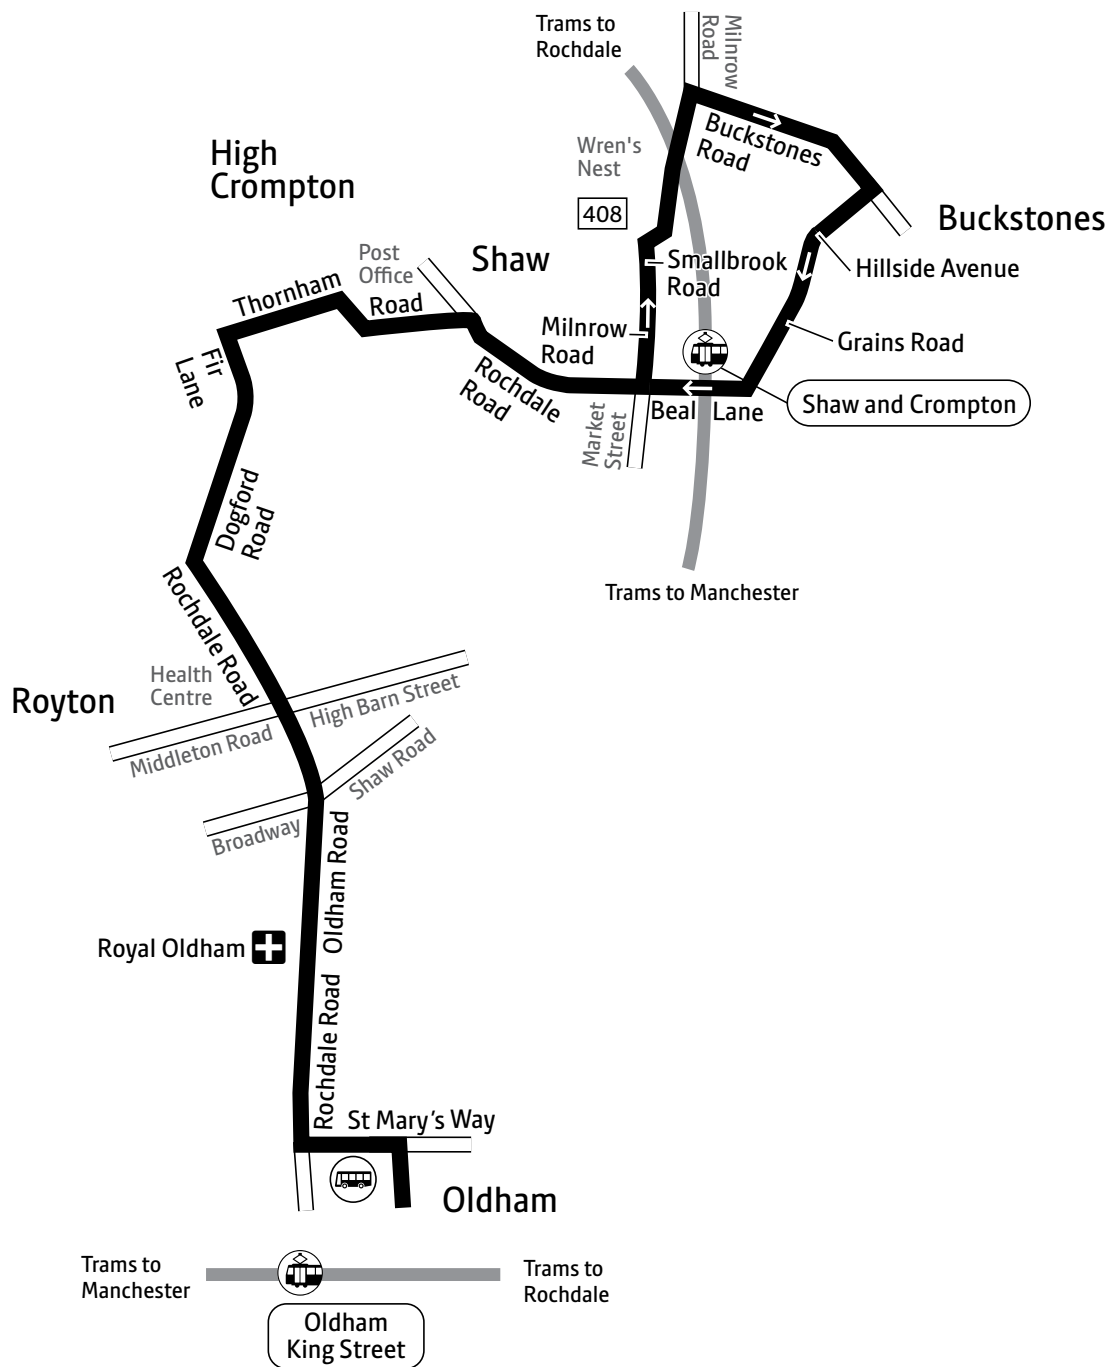 Trams to
Rochdale
Milnrow
Road
Buckstones
Road
Wren's
Nest
High
Crompton
408
Buckstones
Post
Office
Shaw
Smallbrook
Road
Hillside Avenue
Thornham
Road
Milnrow
Road
Grains Road
Fir
Lane
Rochdale
Road
Market
Street
Beal Lane
Shaw and Crompton
Dogford
Road
Trams to Manchester
Rochdale Road
Health
Centre
Royton
High Barn Street
Middleton Road
Shaw Road
Broadway
Oldham Road
Royal Oldham
Rochdale Road
St Mary’s Way
Oldham
Trams to
Manchester
Trams to
Rochdale
Oldham
King Street